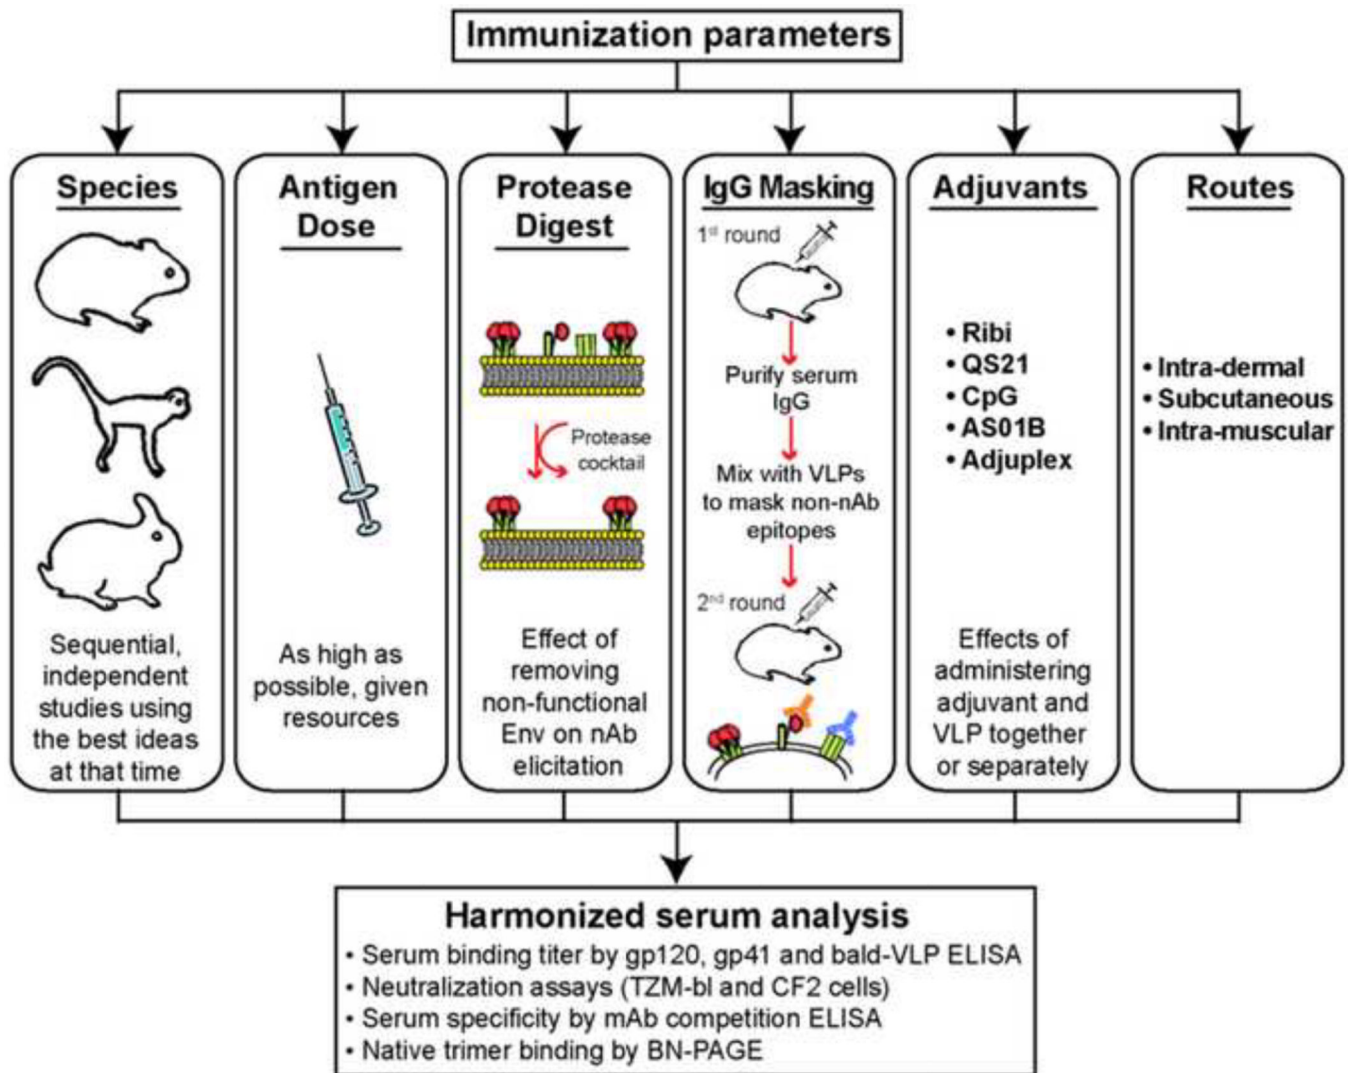 Immunization parameters
Species
Sequential,
independent
studies using
the best ideas
at that time
Antigen
Dose
As high as
possible, given
resources
Protease
Digest
Protease
cocktail
Effect of
removing
non-functional
Env on nAb
elicitation
IgG Masking
1st round
Purify serum
IgG
Mix with VLPs
to mask non-nAb
epitopes
2nd round
Adjuvants
• Ribi
• QS21
• CpG
• AS01B
• Adjuplex
Effects of
administering
adjuvant and
VLP together
or separately
Routes
• Intra-dermal
• Subcutaneous
• Intra-muscular
Harmonized serum analysis
• Serum binding titer by gp120, gp41 and bald-VLP ELISA
• Neutralization assays (TZM-bl and CF2 cells)
• Serum specificity by mAb competition ELISA
• Native trimer binding by BN-PAGE